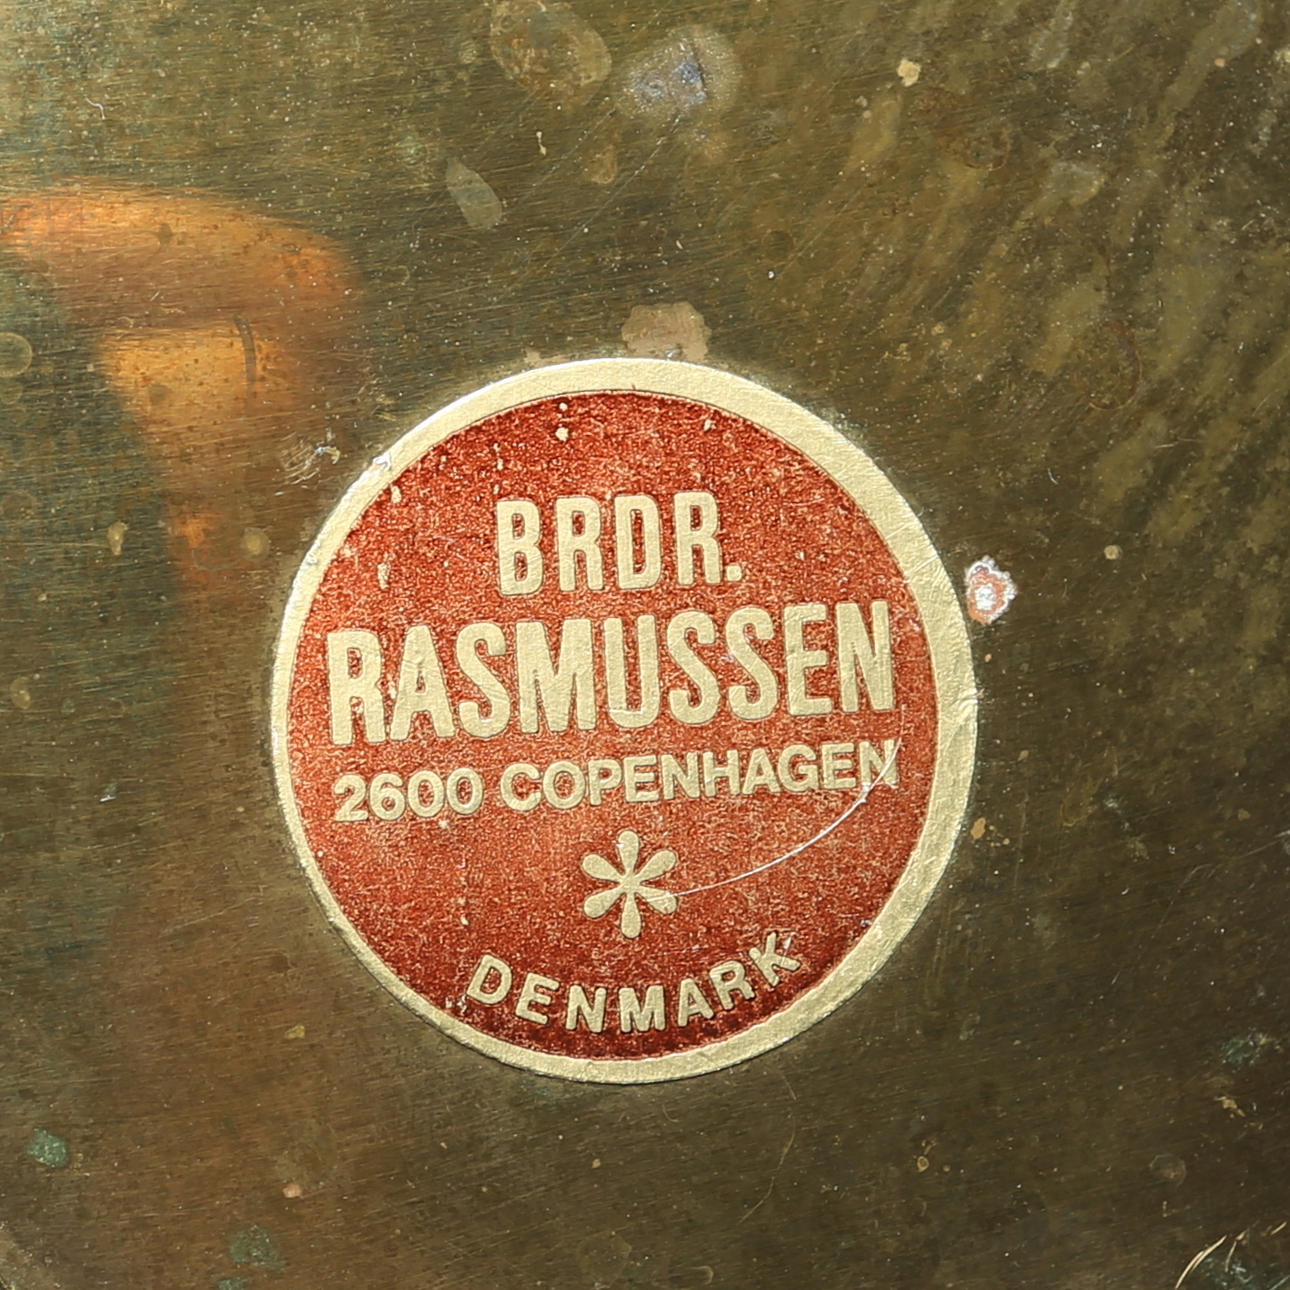 BRDR.
RASMUSSEN
2600 COPENHAGEN
DENMARK